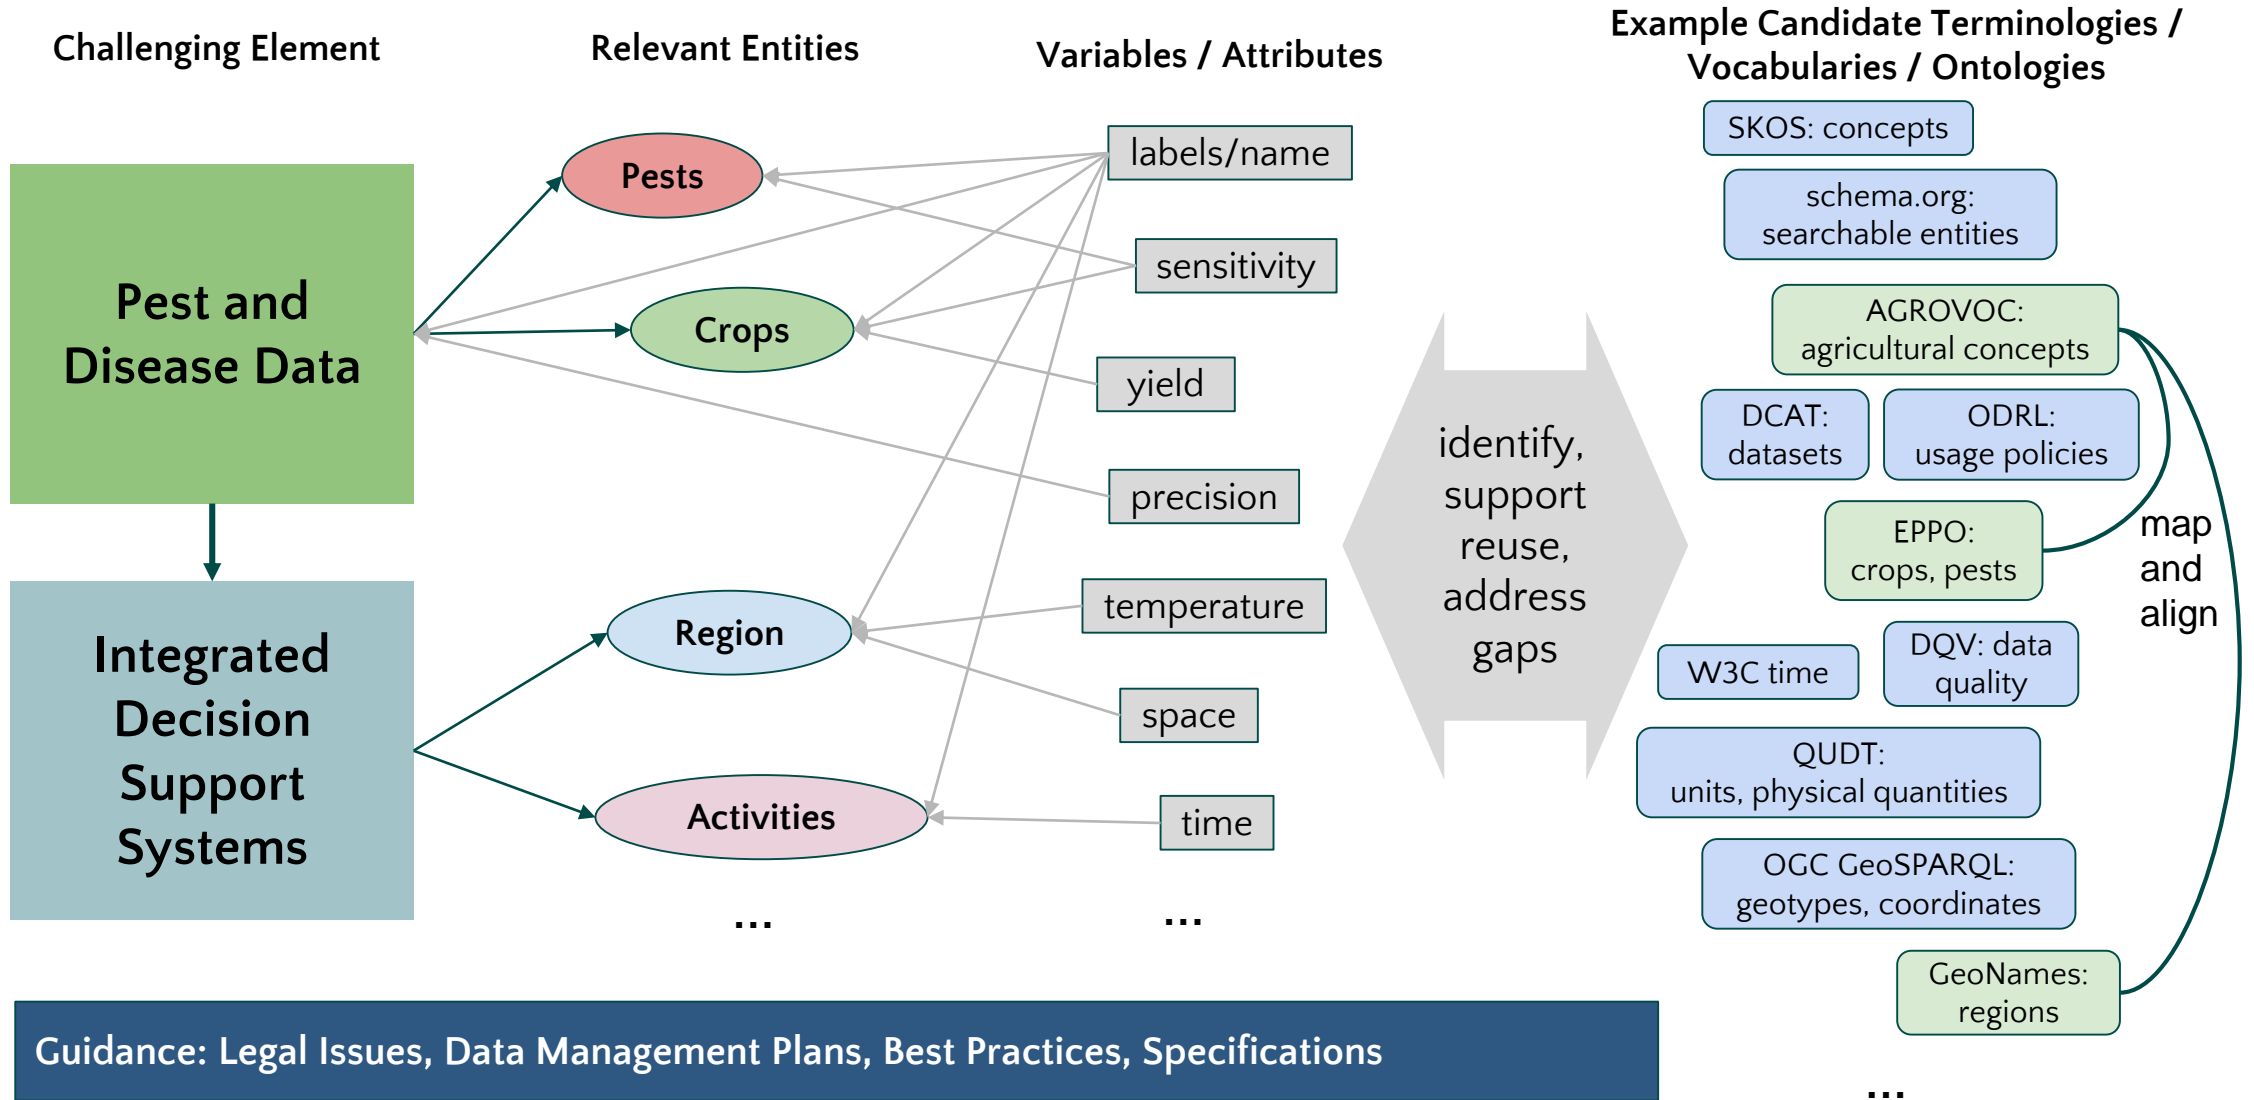 Challenging Element
Relevant Entities
Variables / Attributes
Example Candidate Terminologies /
Vocabularies / Ontologies
Pest and
Disease Data
Integrated
Decision
Support
Systems
Pests
Crops
Region
Activities
...
labels/name
sensitivity
yield
precision
temperature
space
time
...
identify,
support
reuse,
address
gaps
SKOS: concepts
schema.org:
searchable entities
AGROVOC:
agricultural concepts
DCAT:
datasets
ODRL:
usage policies
EPPO:
crops, pests
map
and
align
W3C time
DQV: data
quality
QUDT:
units, physical quantities
OGC GeoSPARQL:
geotypes, coordinates
GeoNames:
regions
...
Guidance: Legal Issues, Data Management Plans, Best Practices, Specifications